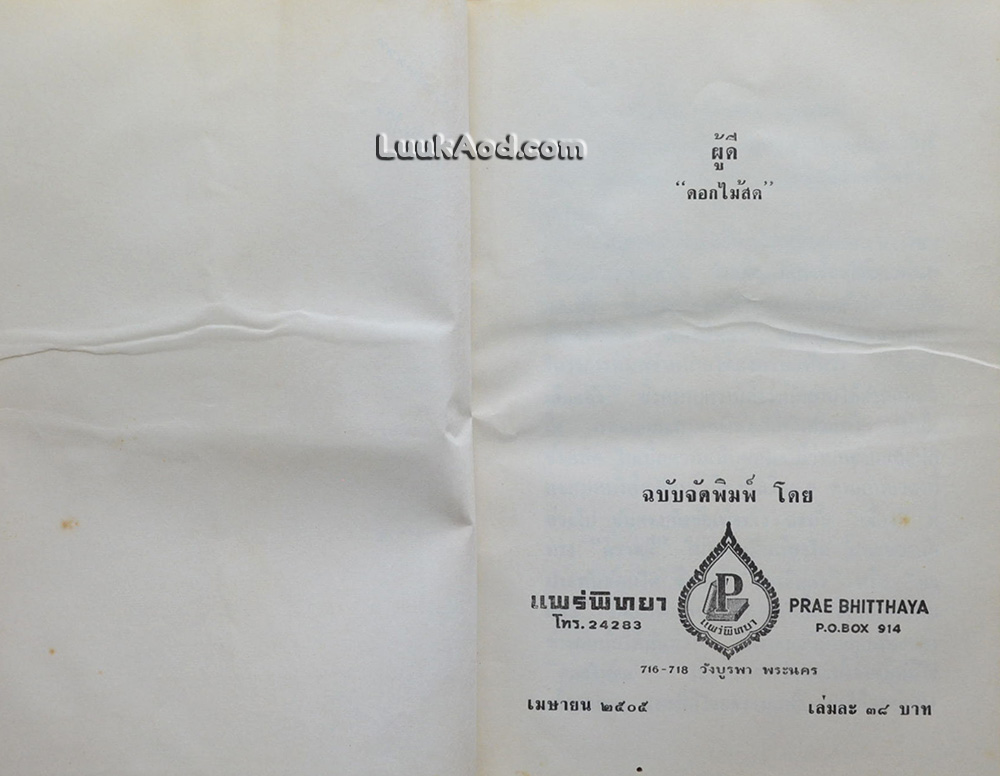 LuukAod.com
ผู้ดี
“ดอกไม้สด”
ฉบับจัดพิมพ์ โดย
P
แพร่พิทยา
แพร่พิทยา
โทร. 24283
PRAE BHITTHAYA
P.O.BOX 914
716-718 วังบูรพา พระนคร
เมษายน ๒๕๐๕
เล่มละ ๓๘ บาท